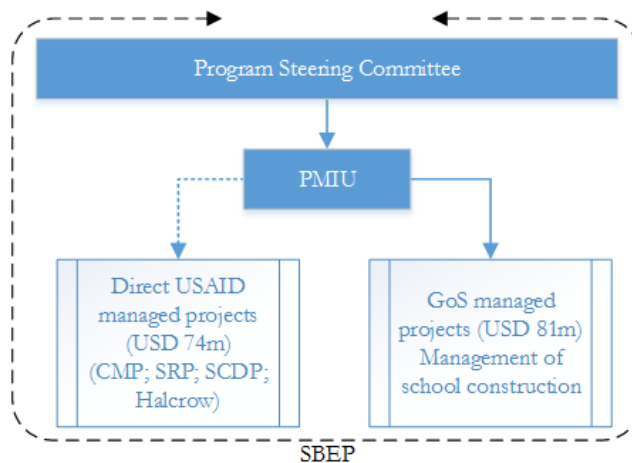 Program Steering Committee
PMIU
Direct USAID
managed projects
(USD 74m)
(CMP; SRP; SCDP;
Halcrow)
GoS managed
projects (USD 81m)
Management of
school construction
SBEP